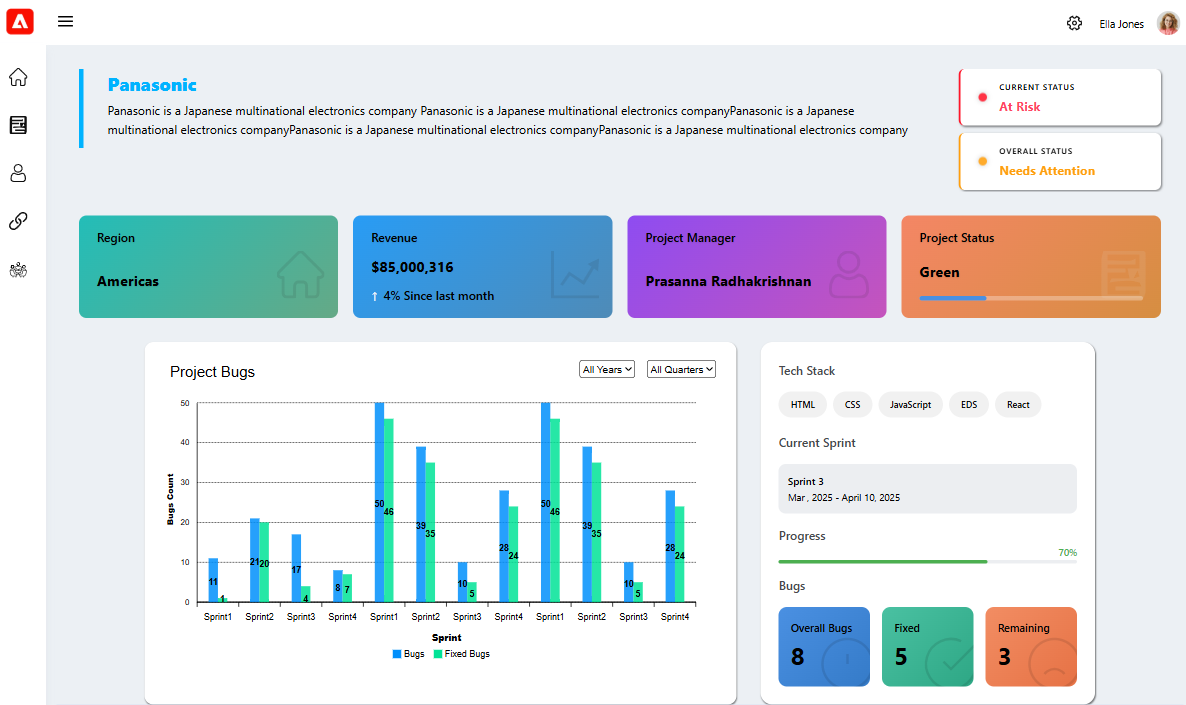 Ella Jones
Panasonic
Panasonic is a Japanese multinational electronics company Panasonic is a Japanese multinational electronics companyPanasonic is a Japanese
multinational electronics companyPanasonic is a Japanese multinational electronics companyPanasonic is a Japanese multinational electronics company
CURRENT STATUS
At Risk
OVERALL STATUS
Needs Attention
Region
Americas
Revenue
$85,000,316
↑ 4% Since last month
Project Manager
Prasanna Radhakrishnan
Project Status
Green
Project Bugs
All Years
All Quarters
Bugs Count
50
40
30
20
10
0
11 1 21 20 17 4 8 7 50 46 39 35 10 5 28 24 50 46 39 35 10 5 28 24
Sprint1 Sprint2 Sprint3 Sprint4 Sprint1 Sprint2 Sprint3 Sprint4 Sprint1 Sprint2 Sprint3 Sprint4
Sprint
Bugs Fixed Bugs
Tech Stack
HTML CSS JavaScript EDS React
Current Sprint
Sprint 3
Mar , 2025 - April 10, 2025
Progress
70%
Bugs
Overall Bugs
8
Fixed
5
Remaining
3